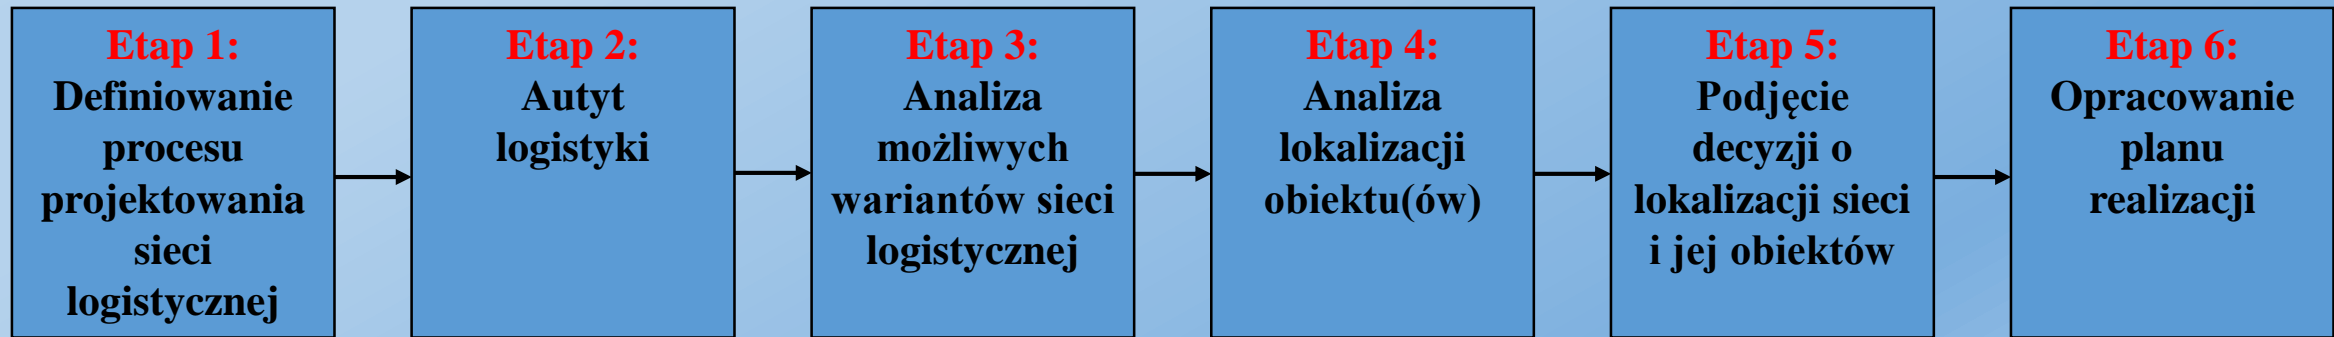 Etap 1:
Definiowanie
procesu
projektowania
sieci
logistycznej
Etap 2:
Autyt
logistyki
Etap 3:
Analiza
możliwych
wariantów sieci
logistycznej
Etap 4:
Analiza
lokalizacji
obiektu(ów)
Etap 5:
Podjęcie
decyzji o
lokalizacji sieci
i jej obiektów
Etap 6:
Opracowanie
planu
realizacji